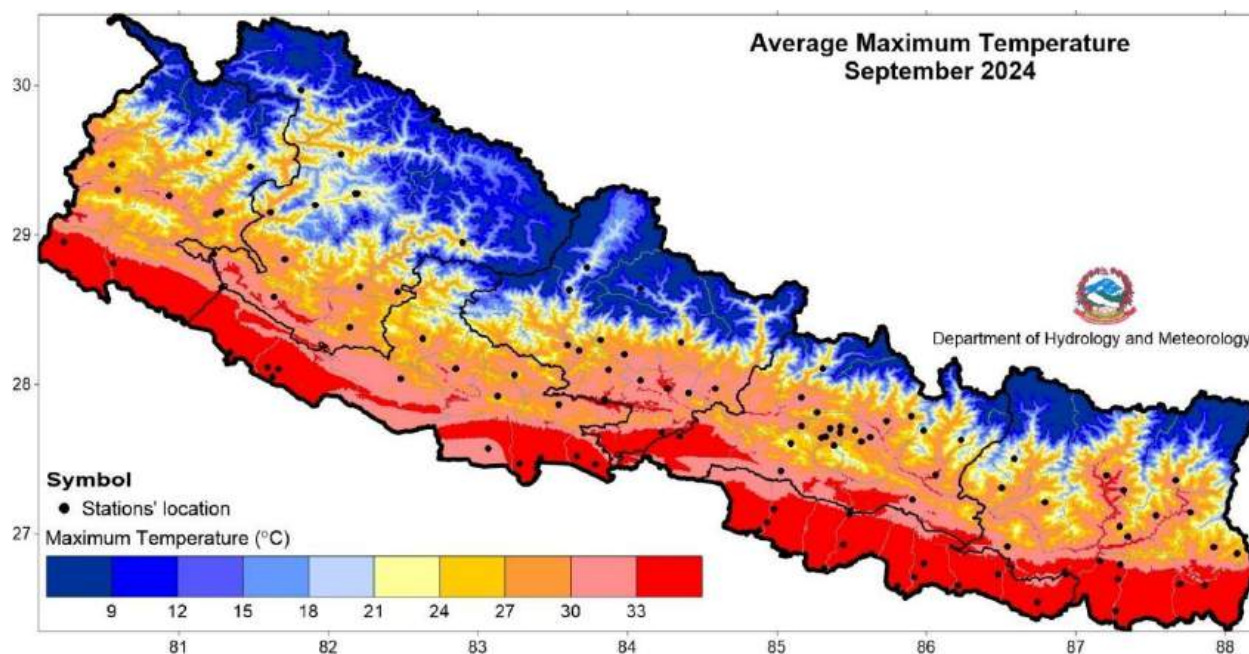 Average Maximum Temperature
September 2024
30
29
28
27
Department of Hydrology and Meteorology
Symbol
Stations' location
Maximum Temperature (°C)
9 12 15 18 21 24 27 30 33
81 82 83 84 85 86 87 88